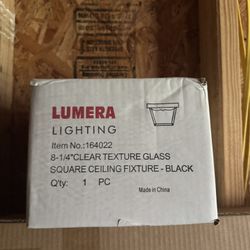 LUMERA
LIGHTING
Item No.:164022
8-1/4"CLEAR TEXTURE GLASS
SQUARE CEILING FIXTURE - BLACK
Q'ty: 1 PC
Made in China